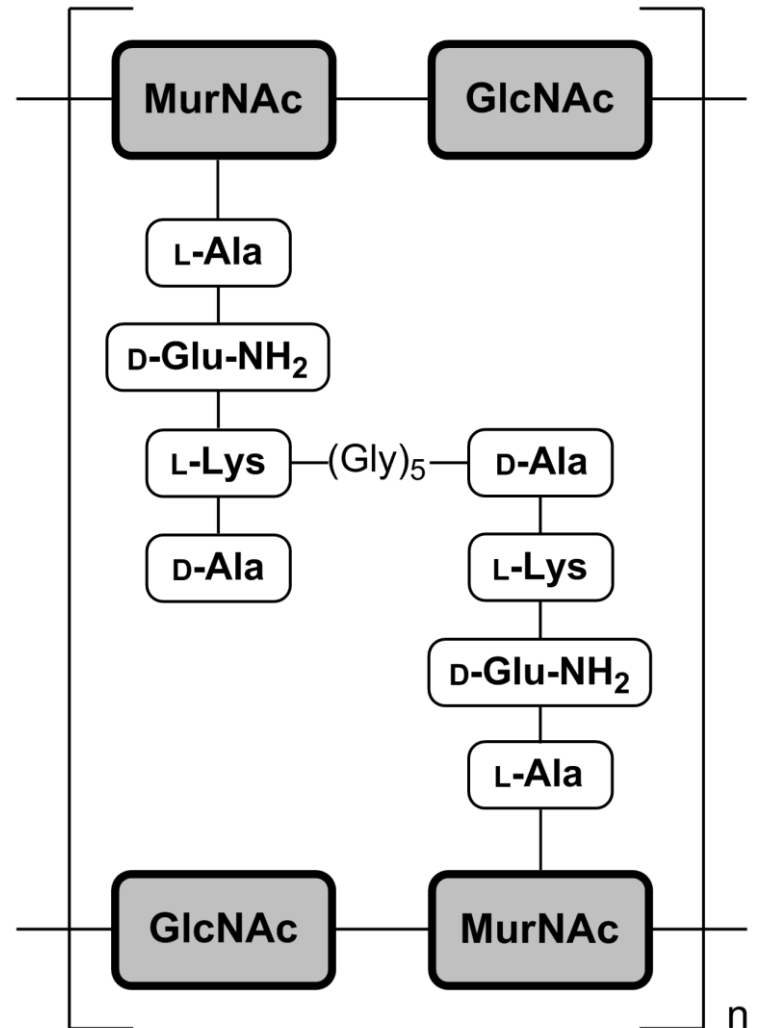 MurNAc GlcNAc
L-Ala
D-Glu-NH₂
L-Lys (Gly)₅ D-Ala
D-Ala L-Lys
D-Glu-NH₂
L-Ala
GlcNAc MurNAc
n